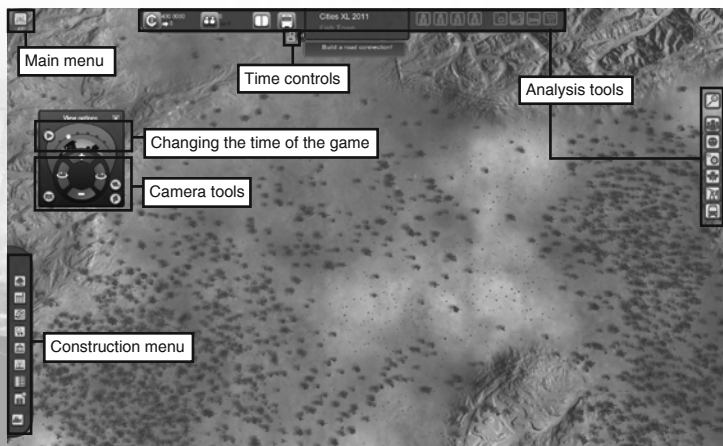 Cities XL 2011
Build a road connection!
Main menu
Time controls
Analysis tools
View options
Changing the time of the game
Camera tools
Construction menu